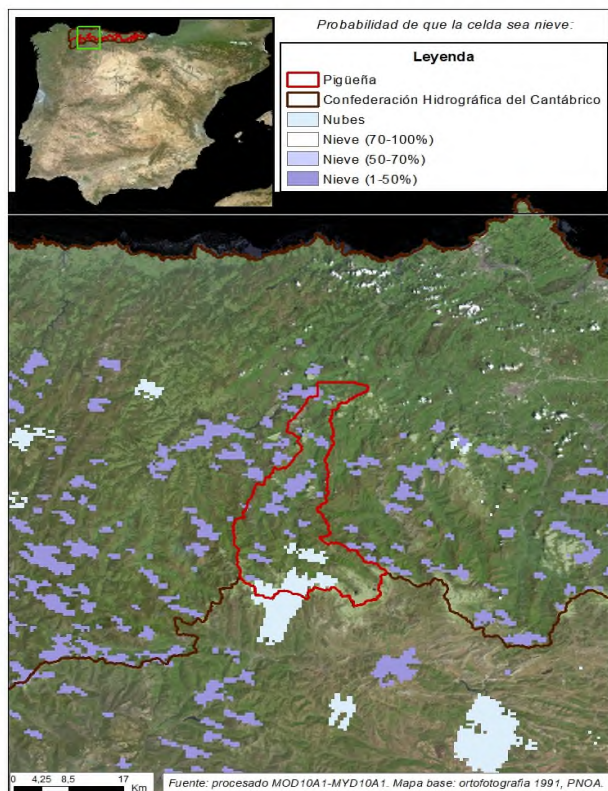 Probabilidad de que la celda sea nieve:
Leyenda
Pigüeña
Confederación Hidrográfica del Cantábrico
Nubes
Nieve (70-100%)
Nieve (50-70%)
Nieve (1-50%)
0 4,25 8,5 17
Km
Fuente: procesado MOD10A1-MYD10A1. Mapa base: ortofotografia 1991, PNOA.